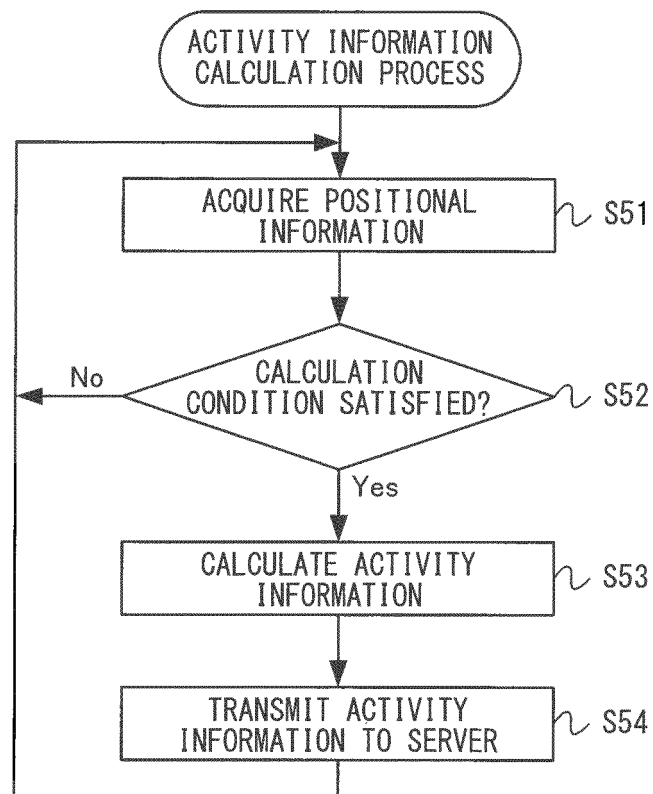 ACTIVITY INFORMATION
CALCULATION PROCESS
ACQUIRE POSITIONAL
INFORMATION
S51
CALCULATION
CONDITION SATISFIED?
S52
No
Yes
CALCULATE ACTIVITY
INFORMATION
S53
TRANSMIT ACTIVITY
INFORMATION TO SERVER
S54